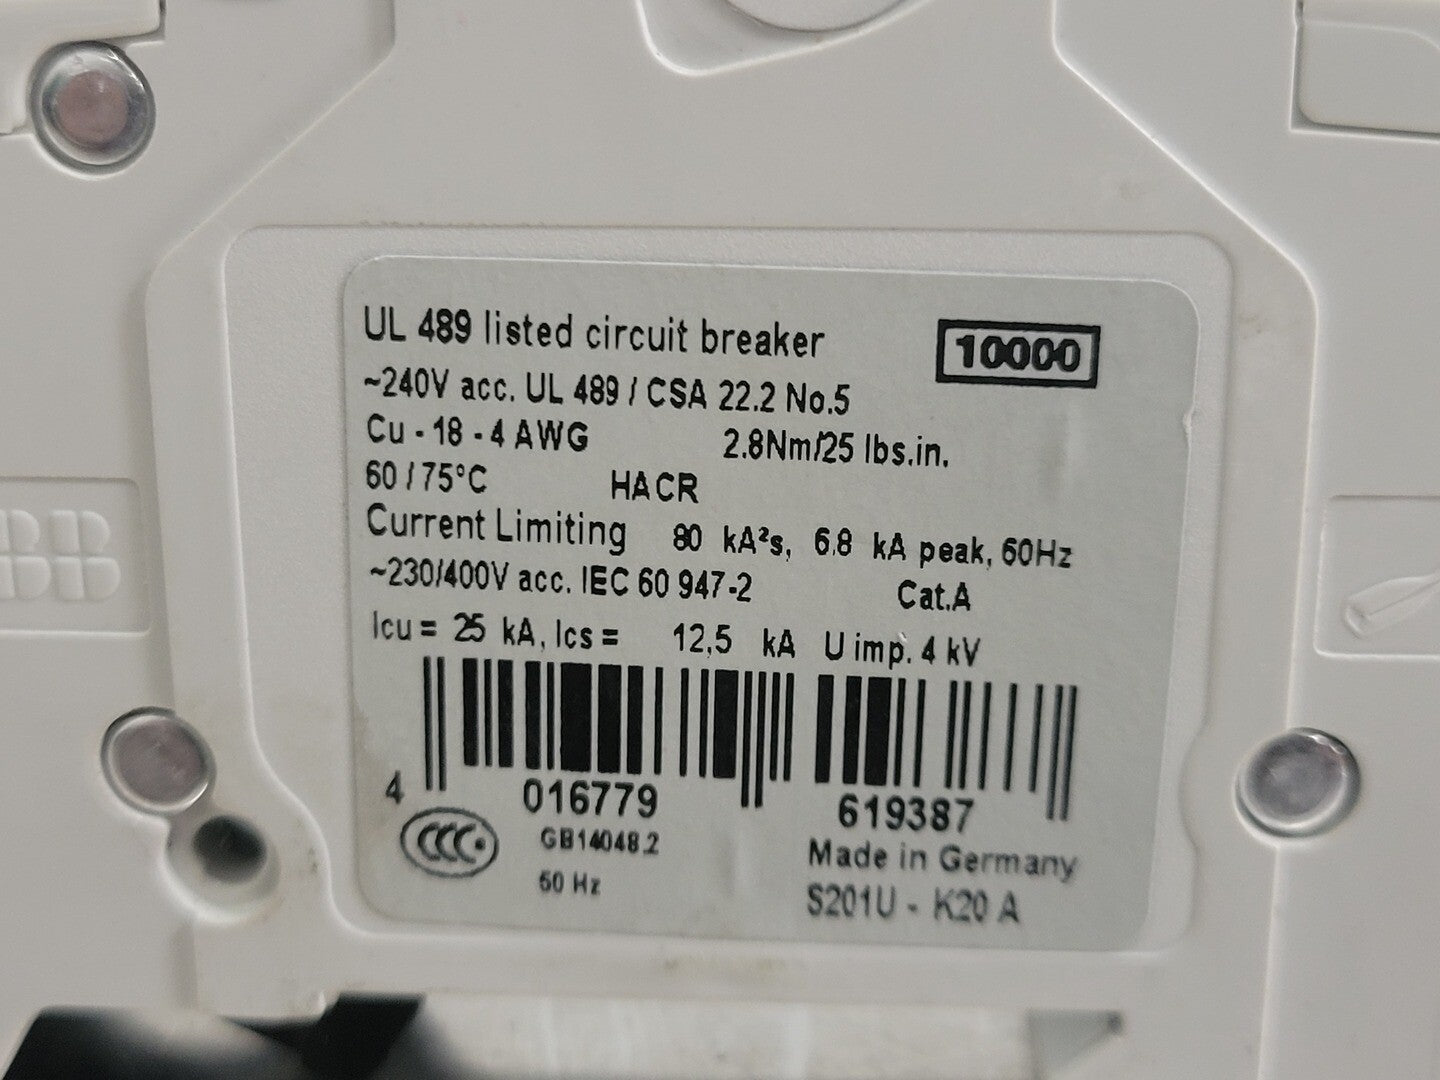 UL 489 listed circuit breaker
10000
~240V acc. UL 489 / CSA 22.2 No.5
Cu - 18 - 4 AWG 2.8Nm/25 lbs.in.
60 / 75°C HACR
Current Limiting 80 kA²s, 6.8 kA peak, 60Hz
~230/400V acc. IEC 60 947-2 Cat.A
Icu = 25 kA, Ics = 12,5 kA U imp. 4 kV
4 016779 619387
CCC GB14048.2 Made in Germany
50 Hz S201U - K20 A
BB